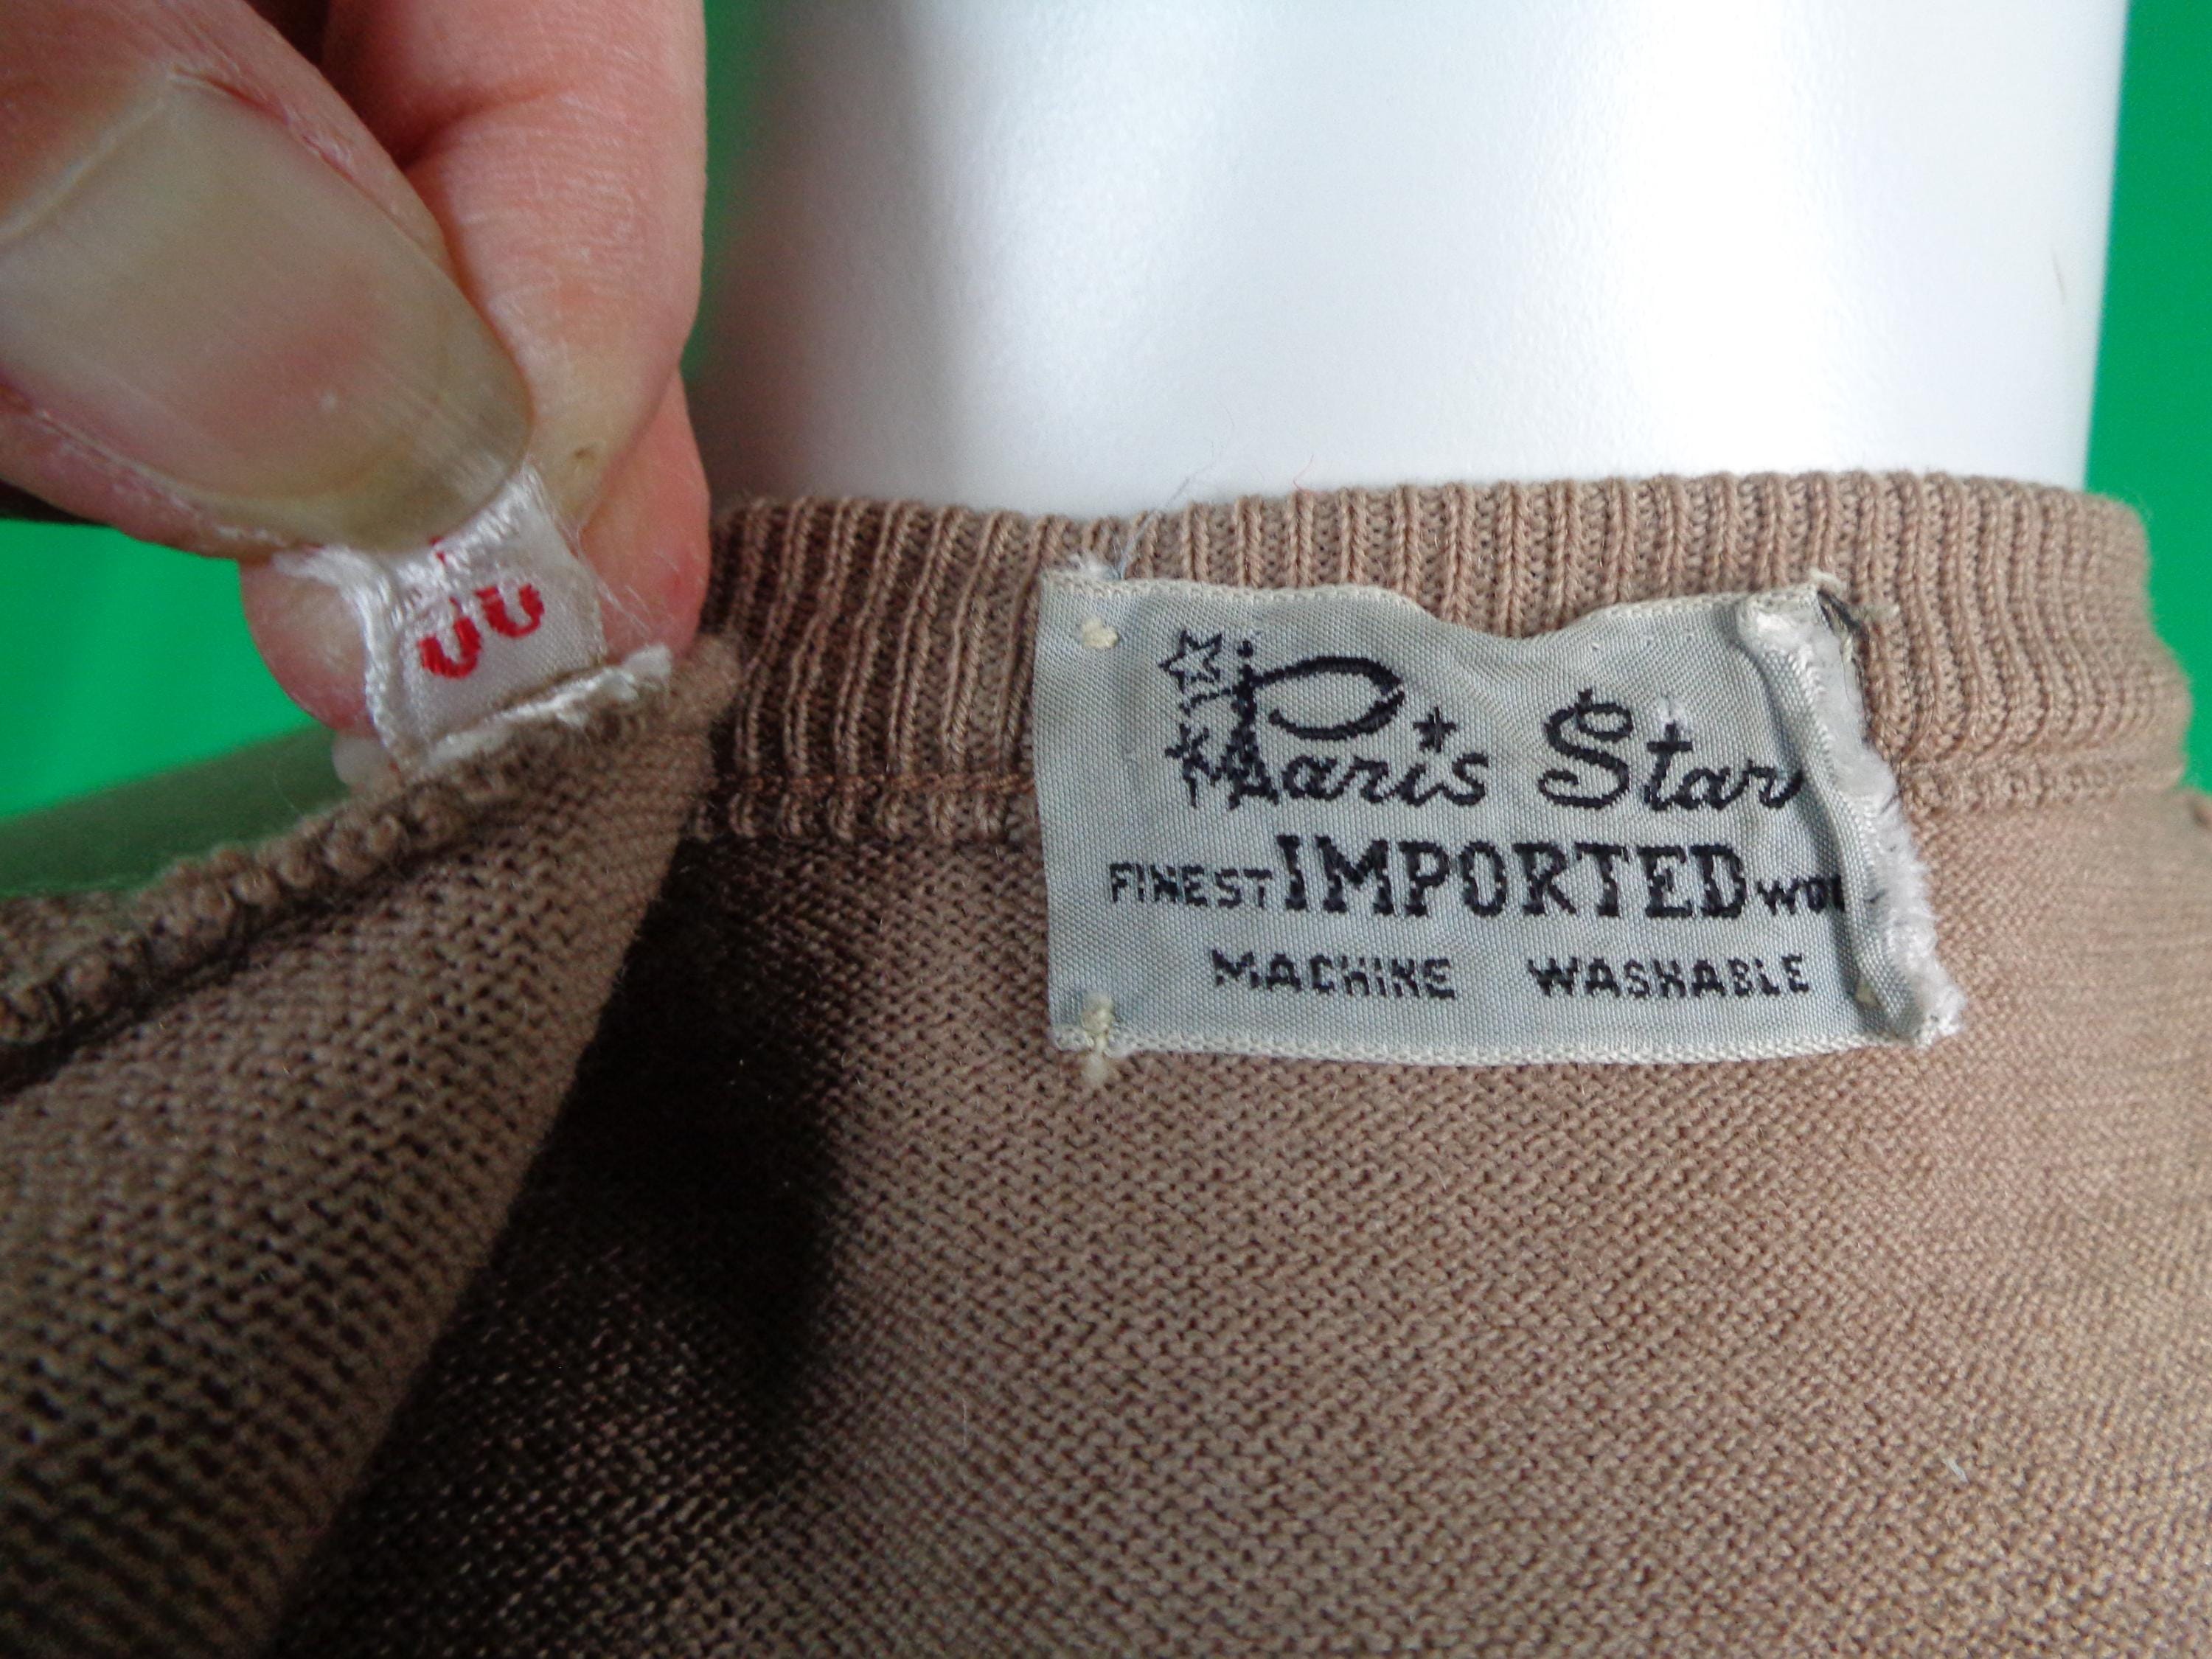 Paris Star
FINEST IMPORTED
MACHINE WASHABLE